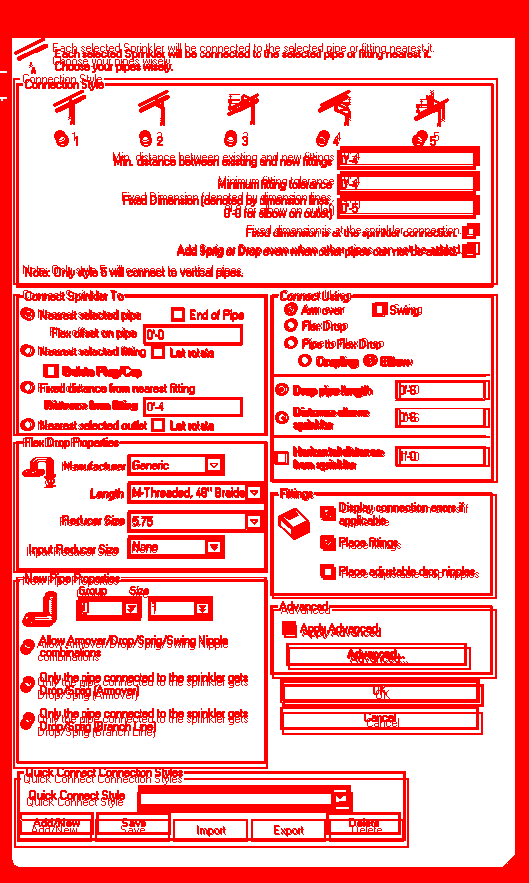 Each selected Sprinkler will be connected to the selected pipe or fitting nearest it.
Choose your pipes wisely.
Connection Style
1 2 3 4 5
Min. distance between existing and new fittings 0'-4
Minimum fitting tolerance 0'-4
Fixed Dimension (denoted by dimension lines, 0'-5
0'-0 for elbow on outlet)
Fixed dimension is at the sprinkler connection.
Add Sprig or Drop even when other pipes can not be added.
Note: Only style 5 will connect to vertical pipes.
Connect Sprinkler To
Nearest selected pipe End of Pipe
Flex offset on pipe 0'-0
Nearest selected fitting Let rotate
Delete Plug/Cap
Fixed distance from nearest fitting
Distance from fitting 0'-4
Nearest selected outlet Let rotate
Connect Using
Armover Swing
Flex Drop
Pipe to Flex Drop
Coupling Elbow
Drop pipe length 0'-6
Distance above 0'-6
sprinkler
Horizontal distance 1'-0
from sprinkler
Flex Drop Properties
Manufacturer Generic
Length M-Threaded, 48" Braide
Reducer Size 5.75
Input Reducer Size None
Fittings
Display connection errors if
applicable
Place fittings
Place adjustable drop nipples
New Pipe Properties
Group Size
0 1
Allow Armover/Drop/Sprig/Swing Nipple
combinations
Only the pipe connected to the sprinkler gets
Drop/Sprig (Armover)
Only the pipe connected to the sprinkler gets
Drop/Sprig (Branch Line)
Advanced
Apply Advanced
Advanced...
OK
Cancel
Quick Connect Connection Styles
Quick Connect Style
Add/New Save Import Export Delete